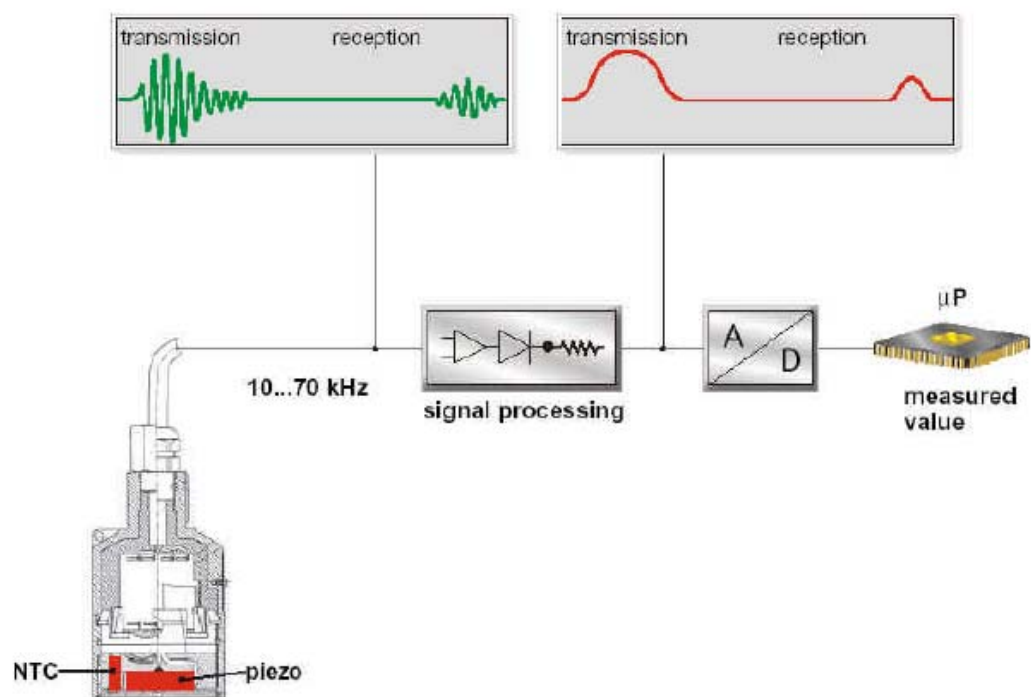 transmission reception
transmission reception
10...70 kHz
signal processing
A
D
µP
measured
value
NTC
piezo